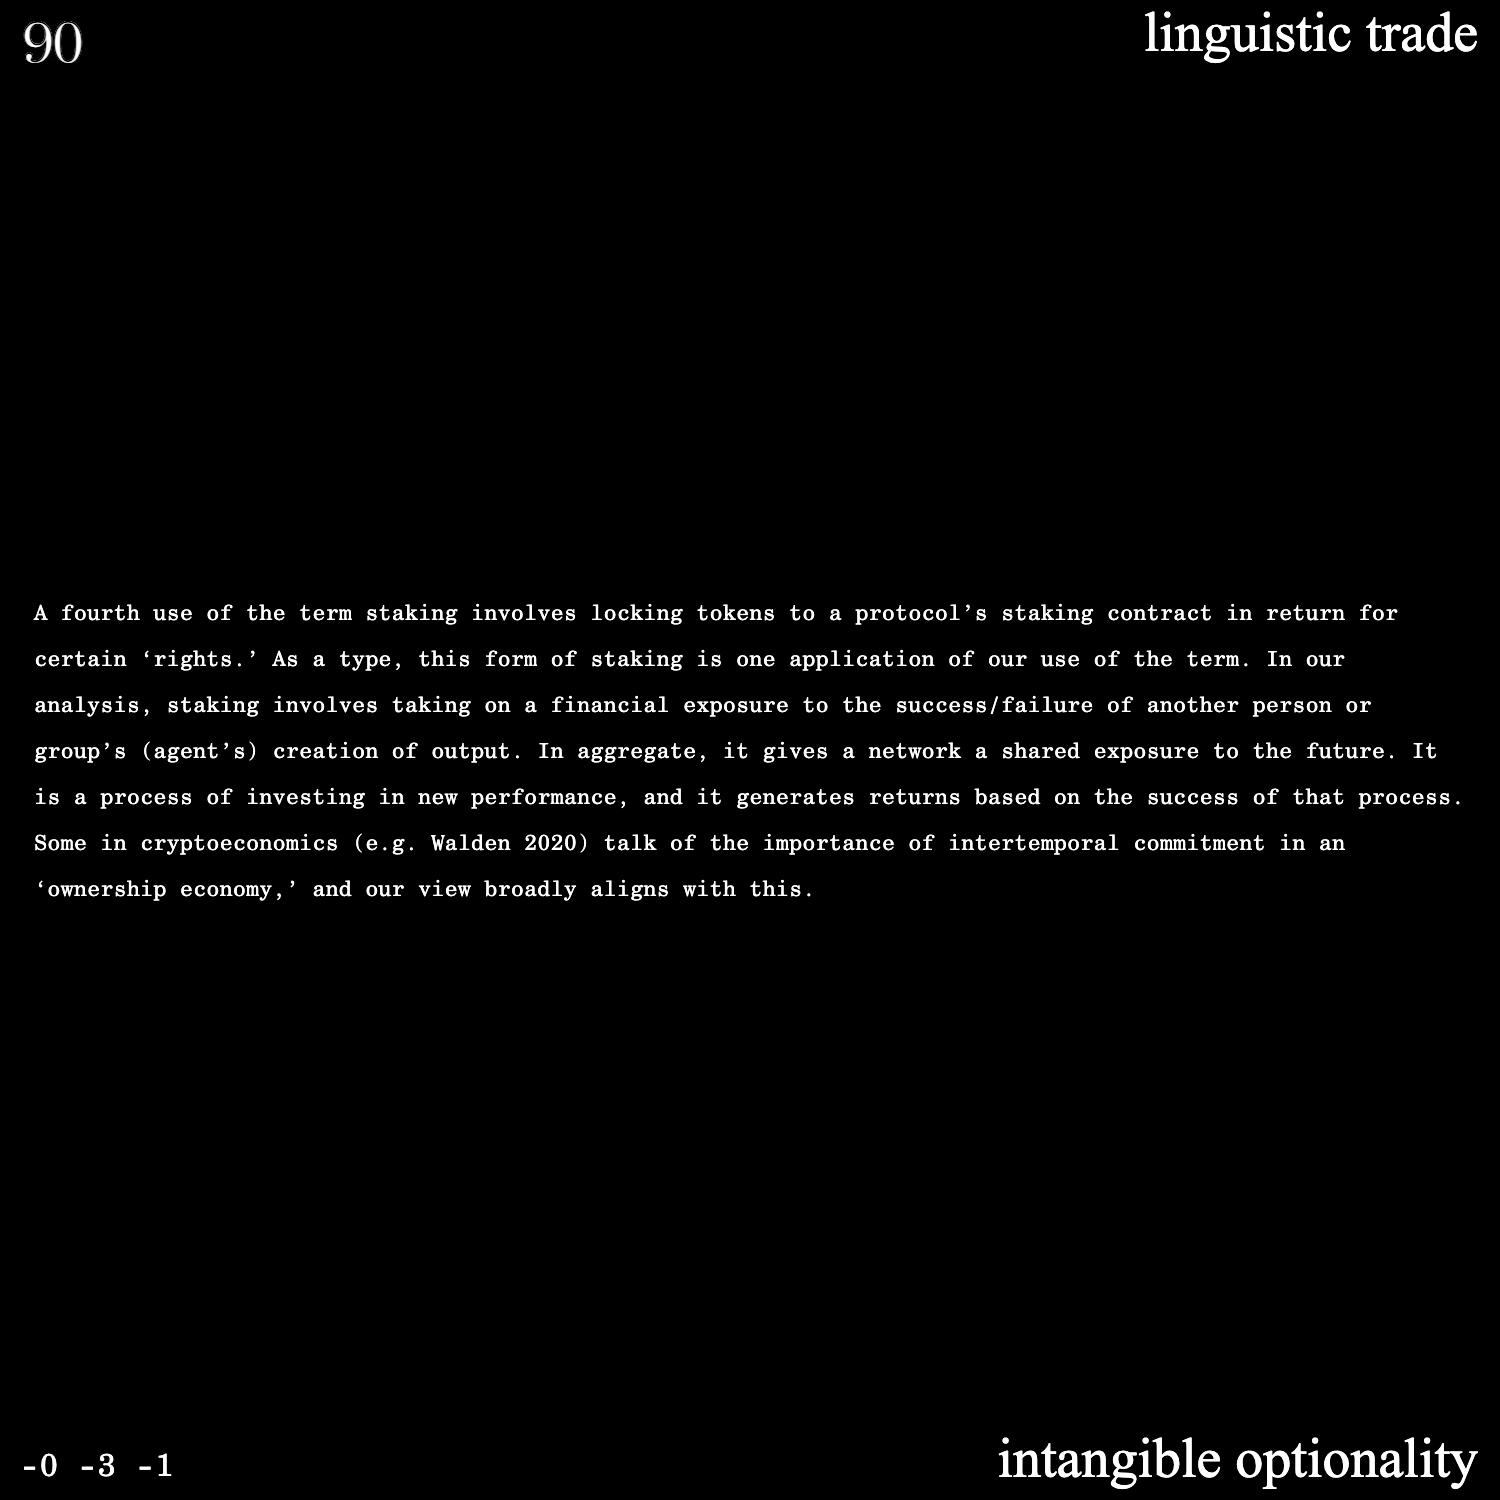 90
linguistic trade
A fourth use of the term staking involves locking tokens to a protocol’s staking contract in return for
certain ‘rights.’ As a type, this form of staking is one application of our use of the term. In our
analysis, staking involves taking on a financial exposure to the success/failure of another person or
group’s (agent’s) creation of output. In aggregate, it gives a network a shared exposure to the future. It
is a process of investing in new performance, and it generates returns based on the success of that process.
Some in cryptoeconomics (e.g. Walden 2020) talk of the importance of intertemporal commitment in an
‘ownership economy,’ and our view broadly aligns with this.
-0 -3 -1
intangible optionality